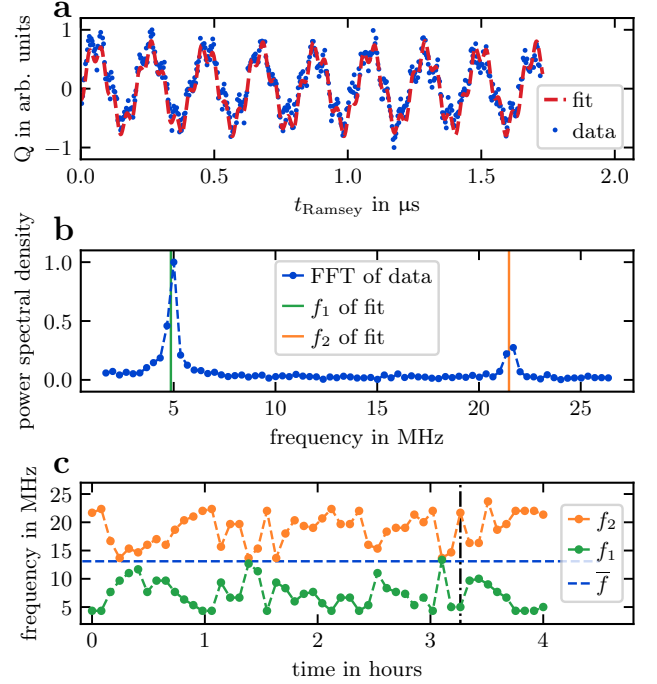 a
Q in arb. units
1
0
−1
fit
data
0.0 0.5 1.0 1.5 2.0
t_Ramsey in μs
b
power spectral density
1.0
0.5
0.0
FFT of data
f₁ of fit
f₂ of fit
5 10 15 20 25
frequency in MHz
c
frequency in MHz
25
20
15
10
5
f₂
f₁
f̅
0 1 2 3 4
time in hours